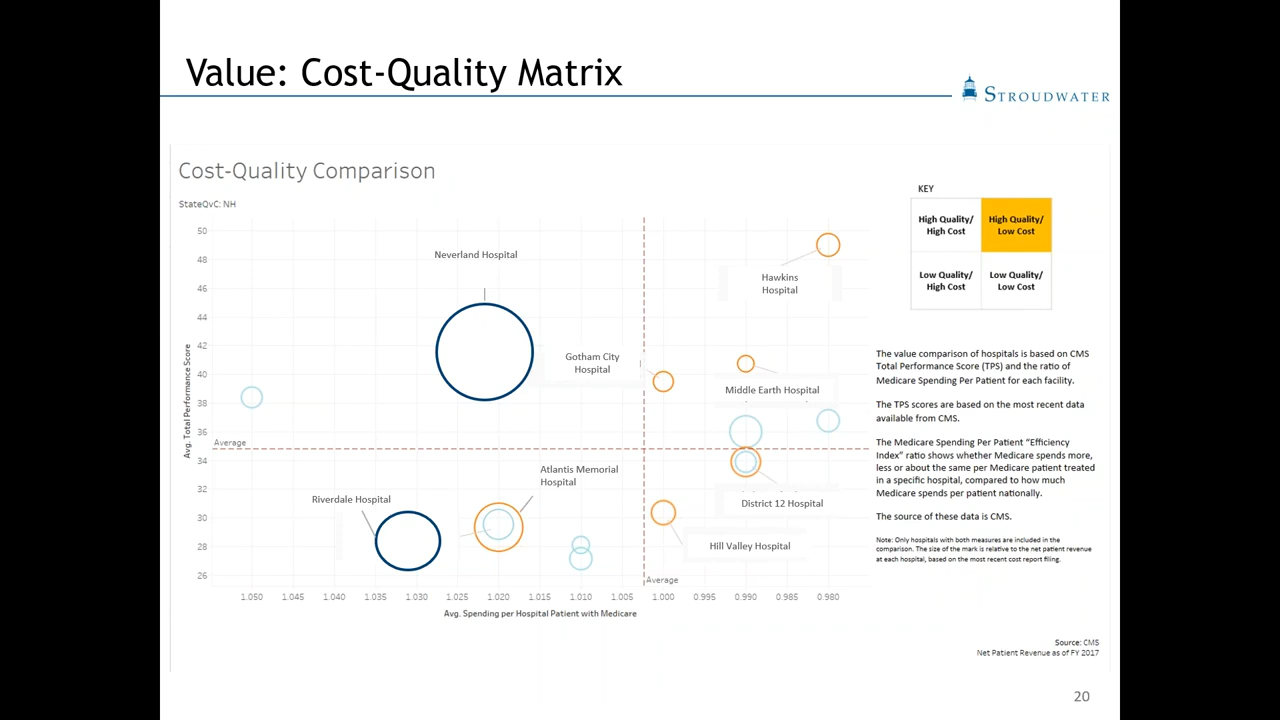 Value: Cost-Quality Matrix
STROUDWATER
Cost-Quality Comparison
StateQvC: NH
KEY
High Quality/
High Cost
High Quality/
Low Cost
Low Quality/
High Cost
Low Quality/
Low Cost
50
48
46
44
42
40
38
36
34
32
30
28
26
Avg. Total Performance Score
Neverland Hospital
Hawkins
Hospital
Gotham City
Hospital
Middle Earth Hospital
Average
Atlantis Memorial
Hospital
Riverdale Hospital
District 12 Hospital
Hill Valley Hospital
Average
1.050
1.045
1.040
1.035
1.030
1.025
1.020
1.015
1.010
1.005
1.000
0.995
0.990
0.985
0.980
Avg. Spending per Hospital Patient with Medicare
The value comparison of hospitals is based on CMS
Total Performance Score (TPS) and the ratio of
Medicare Spending Per Patient for each facility.
The TPS scores are based on the most recent data
available from CMS.
The Medicare Spending Per Patient “Efficiency
Index” ratio shows whether Medicare spends more,
less or about the same per Medicare patient treated
in a specific hospital, compared to how much
Medicare spends per patient nationally.
The source of these data is CMS.
Note: Only hospitals with both measures are included in the
comparison. The size of the mark is relative to the net patient revenue
at each hospital, based on the most recent cost report filing.
Source: CMS
Net Patient Revenue as of FY 2017
20